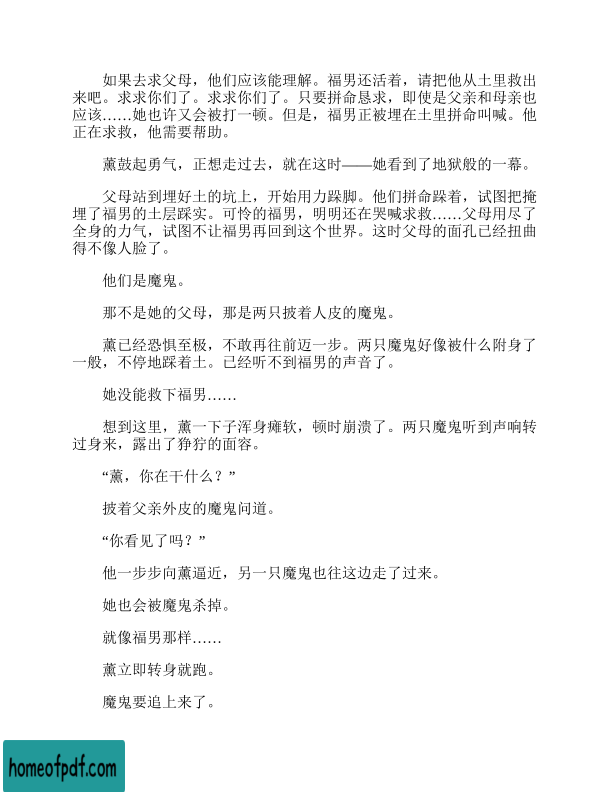 如果去求父母，他们应该能理解。福男还活着，请把他从土里救出
来吧。求求你们了。求求你们了。只要拼命恳求，即使是父亲和母亲也
应该……她也许又会被打一顿。但是，福男正被埋在土里拼命叫喊。他
正在求救，他需要帮助。
薰鼓起勇气，正想走过去，就在这时——她看到了地狱般的一幕。
父母站到埋好土的坑上，开始用力跺脚。他们拼命跺着，试图把掩
埋了福男的土层踩实。可怜的福男，明明还在哭喊求救……父母用尽了
全身的力气，试图不让福男再回到这个世界。这时父母的面孔已经扭曲
得不像人脸了。
他们是魔鬼。
那不是她的父母，那是两只披着人皮的魔鬼。
薰已经恐惧至极，不敢再往前迈一步。两只魔鬼好像被什么附身了
一般，不停地踩着土。已经听不到福男的声音了。
她没能救下福男……
想到这里，薰一下子浑身瘫软，顿时崩溃了。两只魔鬼听到声响转
过身来，露出了狰狞的面容。
“薰，你在干什么？”
披着父亲外皮的魔鬼问道。
“你看见了吗？”
他一步步向薰逼近，另一只魔鬼也往这边走了过来。
她也会被魔鬼杀掉。
就像福男那样……
薰立即转身就跑。
魔鬼要追上来了。
homeofpdf.com